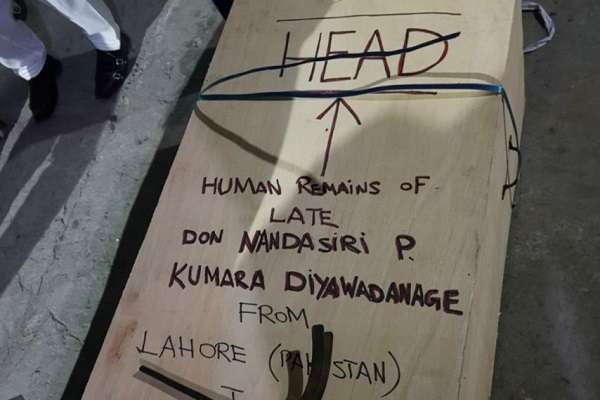 HEAD
HUMAN REMAINS OF
LATE
DON NANDASIRI P.
KUMARA DIYAWADANAGE
FROM
LAHORE (PAKISTAN)